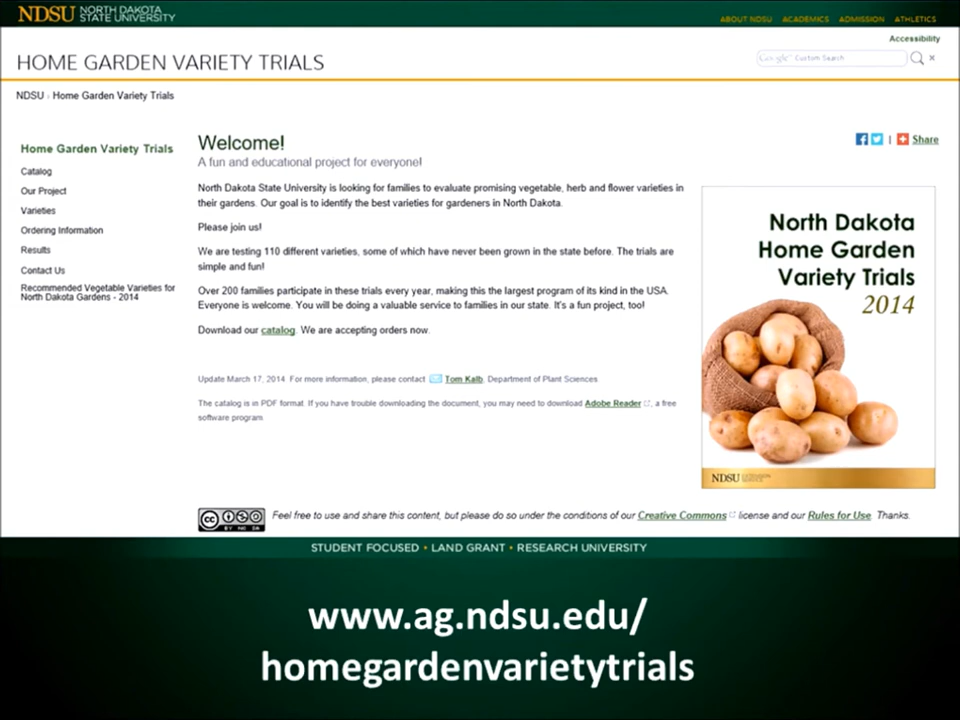 NDSU NORTH DAKOTA
STATE UNIVERSITY
ABOUT NDSU ACADEMICS ADMISSION ATHLETICS
Accessibility
HOME GARDEN VARIETY TRIALS
Google Custom Search
NDSU › Home Garden Variety Trials
Home Garden Variety Trials
Catalog
Our Project
Varieties
Ordering Information
Results
Contact Us
Recommended Vegetable Varieties for
North Dakota Gardens - 2014
Welcome!
A fun and educational project for everyone!
North Dakota State University is looking for families to evaluate promising vegetable, herb and flower varieties in
their gardens. Our goal is to identify the best varieties for gardeners in North Dakota.
Please join us!
We are testing 110 different varieties, some of which have never been grown in the state before. The trials are
simple and fun!
Over 200 families participate in these trials every year, making this the largest program of its kind in the USA.
Everyone is welcome. You will be doing a valuable service to families in our state. It's a fun project, too!
Download our catalog. We are accepting orders now.
Update March 17, 2014 For more information, please contact Tom Kalb, Department of Plant Sciences
The catalog is in PDF format. If you have trouble downloading the document, you may need to download Adobe Reader, a free
software program.
| Share
North Dakota
Home Garden
Variety Trials
2014
NDSU EXTENSION
SERVICE
CC BY NC SA
Feel free to use and share this content, but please do so under the conditions of our Creative Commons license and our Rules for Use. Thanks.
STUDENT FOCUSED • LAND GRANT • RESEARCH UNIVERSITY
www.ag.ndsu.edu/
homegardenvarietytrials